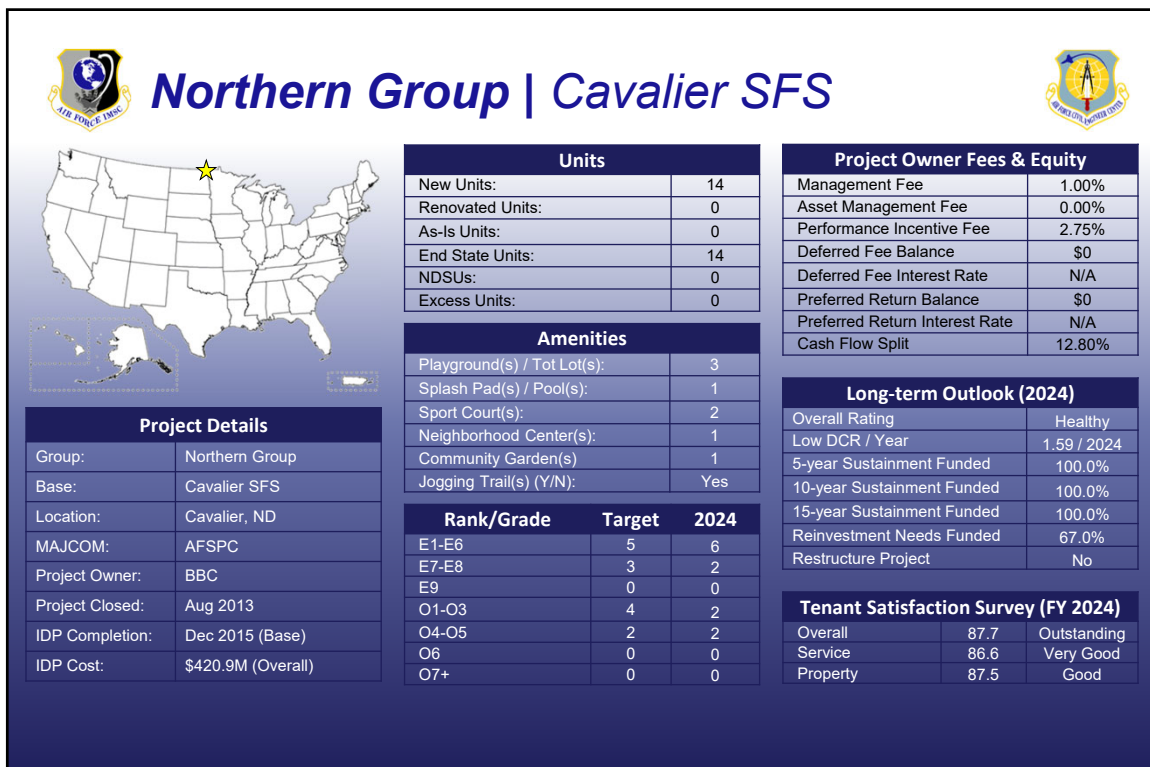 Northern Group | Cavalier SFS
AIR FORCE IMSC
AIR FORCE CIVIL ENGINEER CENTER
Project Details
Group: Northern Group
Base: Cavalier SFS
Location: Cavalier, ND
MAJCOM: AFSPC
Project Owner: BBC
Project Closed: Aug 2013
IDP Completion: Dec 2015 (Base)
IDP Cost: $420.9M (Overall)
Units
New Units: 14
Renovated Units: 0
As-Is Units: 0
End State Units: 14
NDSUs: 0
Excess Units: 0
Amenities
Playground(s) / Tot Lot(s): 3
Splash Pad(s) / Pool(s): 1
Sport Court(s): 2
Neighborhood Center(s): 1
Community Garden(s) 1
Jogging Trail(s) (Y/N): Yes
Rank/Grade Target 2024
E1-E6 5 6
E7-E8 3 2
E9 0 0
O1-O3 4 2
O4-O5 2 2
O6 0 0
O7+ 0 0
Project Owner Fees & Equity
Management Fee 1.00%
Asset Management Fee 0.00%
Performance Incentive Fee 2.75%
Deferred Fee Balance $0
Deferred Fee Interest Rate N/A
Preferred Return Balance $0
Preferred Return Interest Rate N/A
Cash Flow Split 12.80%
Long-term Outlook (2024)
Overall Rating Healthy
Low DCR / Year 1.59 / 2024
5-year Sustainment Funded 100.0%
10-year Sustainment Funded 100.0%
15-year Sustainment Funded 100.0%
Reinvestment Needs Funded 67.0%
Restructure Project No
Tenant Satisfaction Survey (FY 2024)
Overall 87.7 Outstanding
Service 86.6 Very Good
Property 87.5 Good